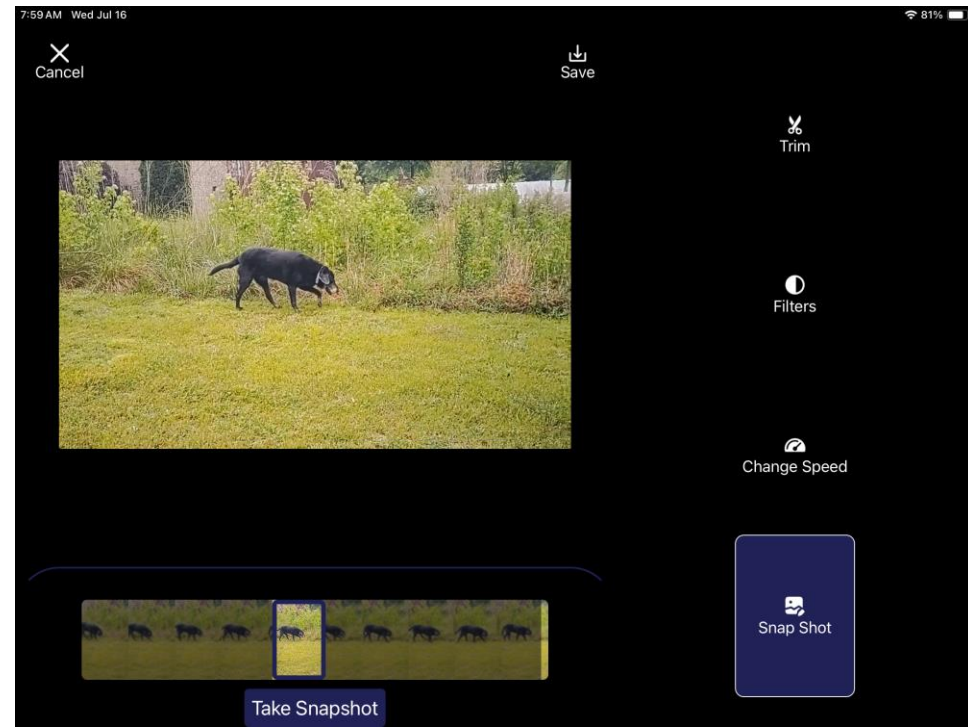 7:59 AM Wed Jul 16
81%
Cancel
Save
Trim
Filters
Change Speed
Snap Shot
Take Snapshot